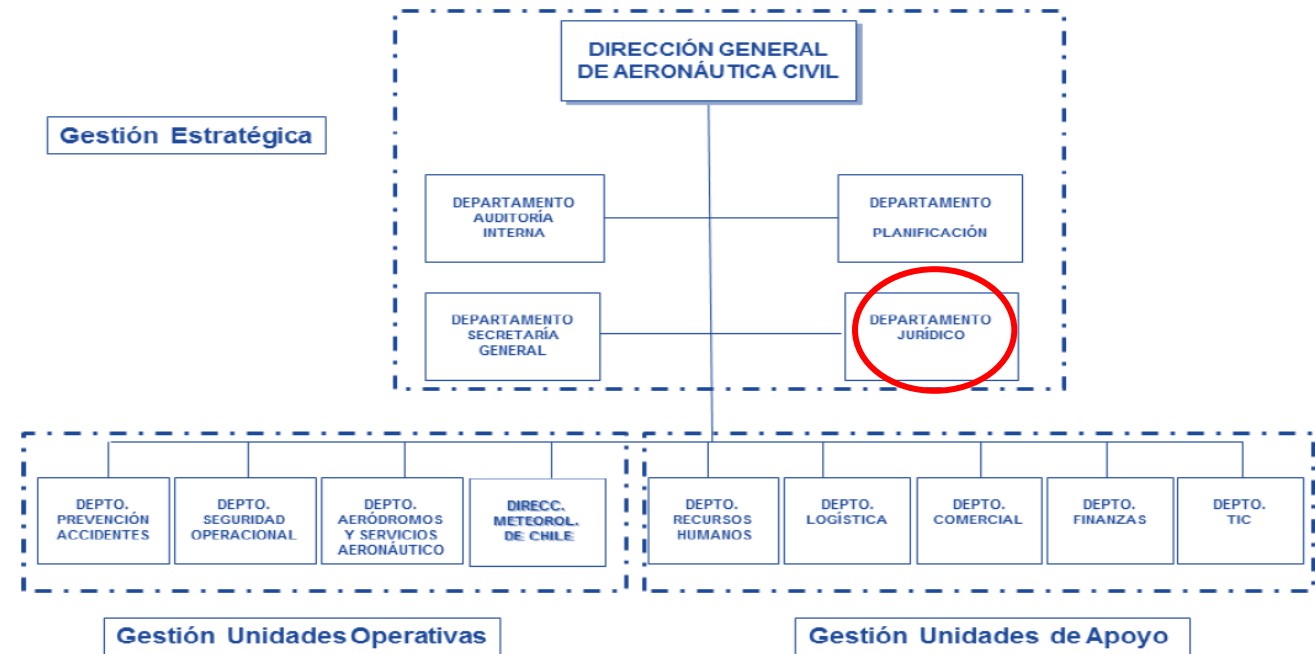 DIRECCIÓN GENERAL
DE AERONÁUTICA CIVIL
Gestión Estratégica
DEPARTAMENTO
AUDITORÍA
INTERNA
DEPARTAMENTO
PLANIFICACIÓN
DEPARTAMENTO
SECRETARÍA
GENERAL
DEPARTAMENTO
JURÍDICO
DEPTO.
PREVENCIÓN
ACCIDENTES
DEPTO.
SEGURIDAD
OPERACIONAL
DEPTO.
AERÓDROMOS
Y SERVICIOS
AERONÁUTICO
DIRECC.
METEOROL.
DE CHILE
DEPTO.
RECURSOS
HUMANOS
DEPTO.
LOGÍSTICA
DEPTO.
COMERCIAL
DEPTO.
FINANZAS
DEPTO.
TIC
Gestión Unidades Operativas
Gestión Unidades de Apoyo